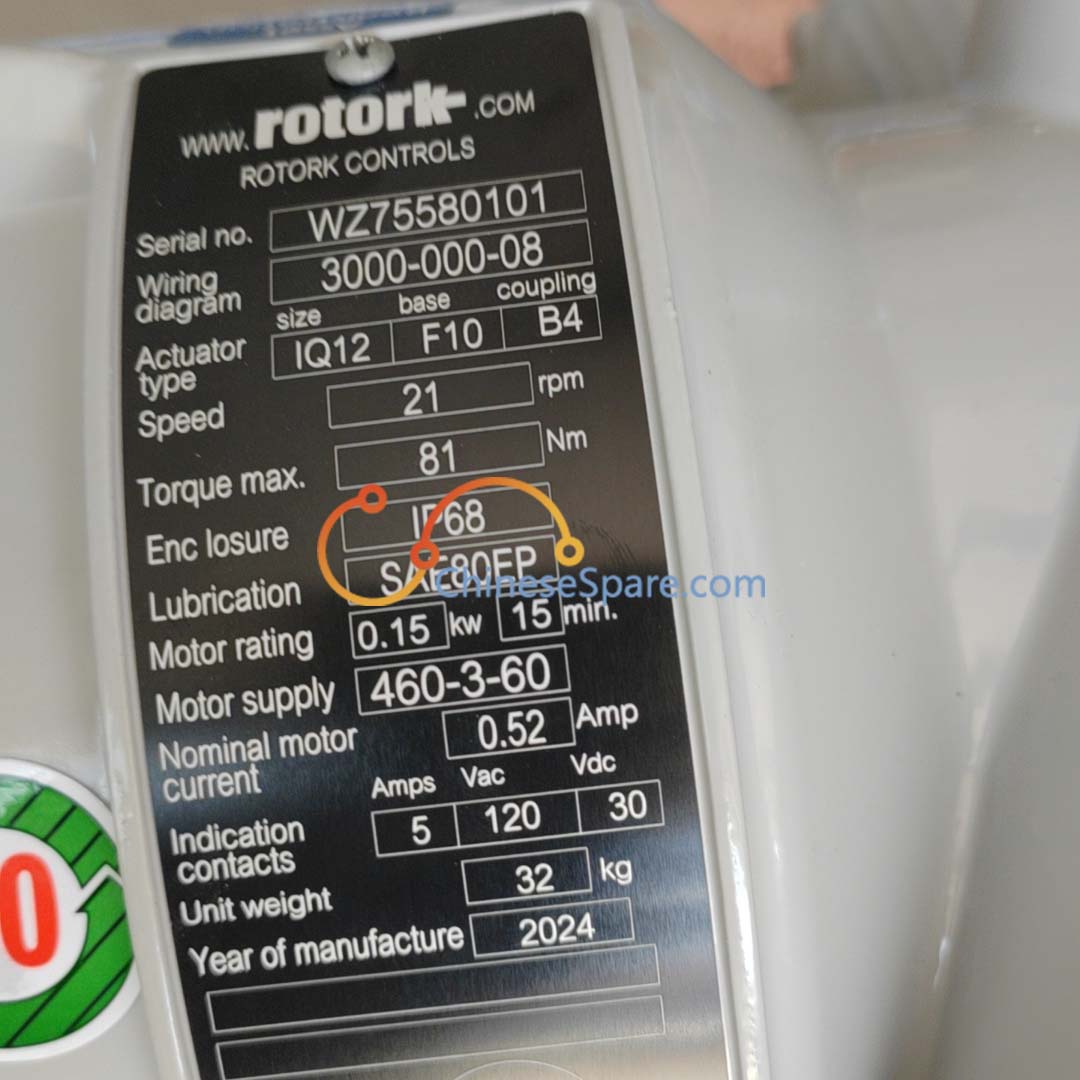 www.rotork.COM
ROTORK CONTROLS
Serial no. WZ75580101
Wiring diagram 3000-000-08
size base coupling
Actuator type IQ12 F10 B4
Speed 21 rpm
Torque max. 81 Nm
Enc losure IP68
Lubrication SAE80EP
ChineseSpare.com
Motor rating 0.15 kw 15 min.
Motor supply 460-3-60
Nominal motor current 0.52 Amp
Amps Vac Vdc
Indication contacts 5 120 30
Unit weight 32 kg
Year of manufacture 2024
0